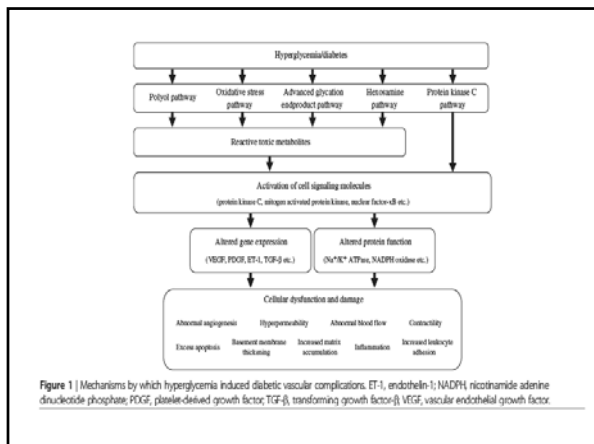 Hyperglycemia/diabetes
Polyol pathway
Oxidative stress
pathway
Advanced glycation
endproduct pathway
Hexosamine
pathway
Protein kinase C
pathway
Reactive toxic metabolites
Activation of cell signaling molecules
(protein kinase C, mitogen activated protein kinase, nuclear factor-κB etc.)
Altered gene expression
(VEGF, PDGF, ET-1, TGF-β etc.)
Altered protein function
(Na⁺/K⁺ ATPase, NADPH oxidase etc.)
Cellular dysfunction and damage
Abnormal angiogenesis Hyperpermeability Abnormal blood flow Contractility
Excess apoptosis
Basement membrane
thickening
Increased matrix
accumulation
Inflammation
Increased leukocyte
adhesion
Figure 1 | Mechanisms by which hyperglycemia induced diabetic vascular complications. ET-1, endothelin-1; NADPH, nicotinamide adenine
dinucleotide phosphate; PDGF, platelet-derived growth factor; TGF-β, transforming growth factor-β; VEGF, vascular endothelial growth factor.